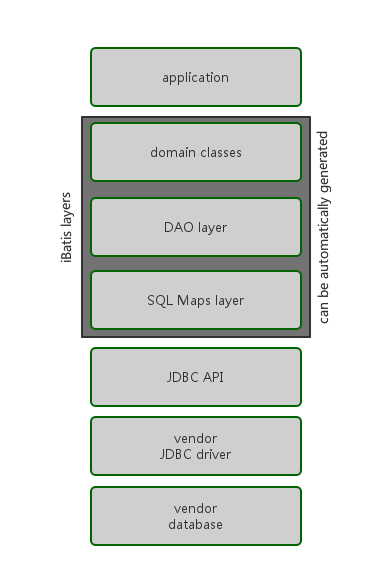 application
domain classes
DAO layer
SQL Maps layer
iBatis layers
can be automatically generated
JDBC API
vendor
JDBC driver
vendor
database